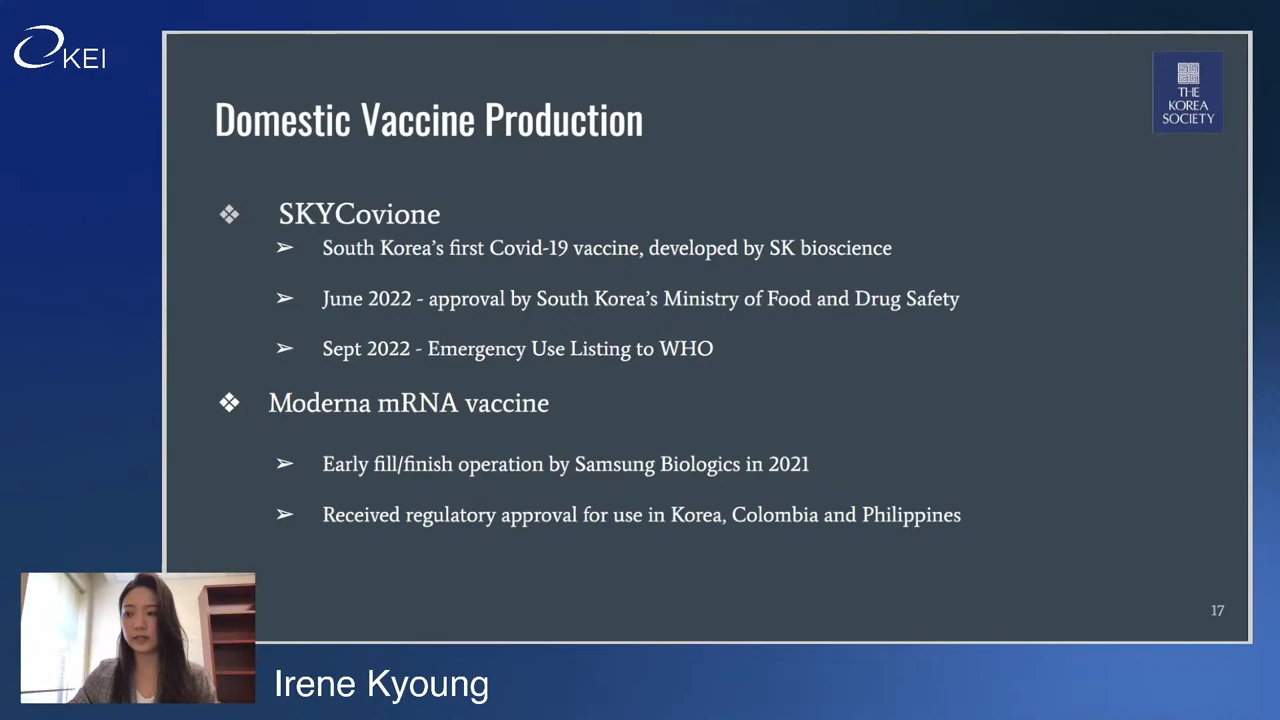 KEI
THE
KOREA
SOCIETY
Domestic Vaccine Production
❖ SKYCovione
➢ South Korea’s first Covid-19 vaccine, developed by SK bioscience
➢ June 2022 - approval by South Korea’s Ministry of Food and Drug Safety
➢ Sept 2022 - Emergency Use Listing to WHO
❖ Moderna mRNA vaccine
➢ Early fill/finish operation by Samsung Biologics in 2021
➢ Received regulatory approval for use in Korea, Colombia and Philippines
17
Irene Kyoung